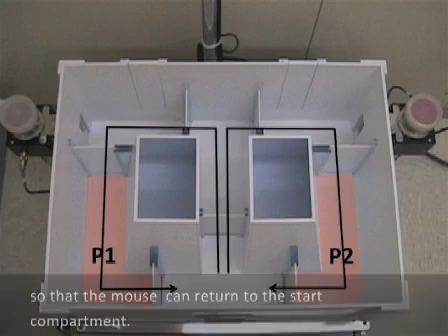 P1 P2
so that the mouse can return to the start
compartment.